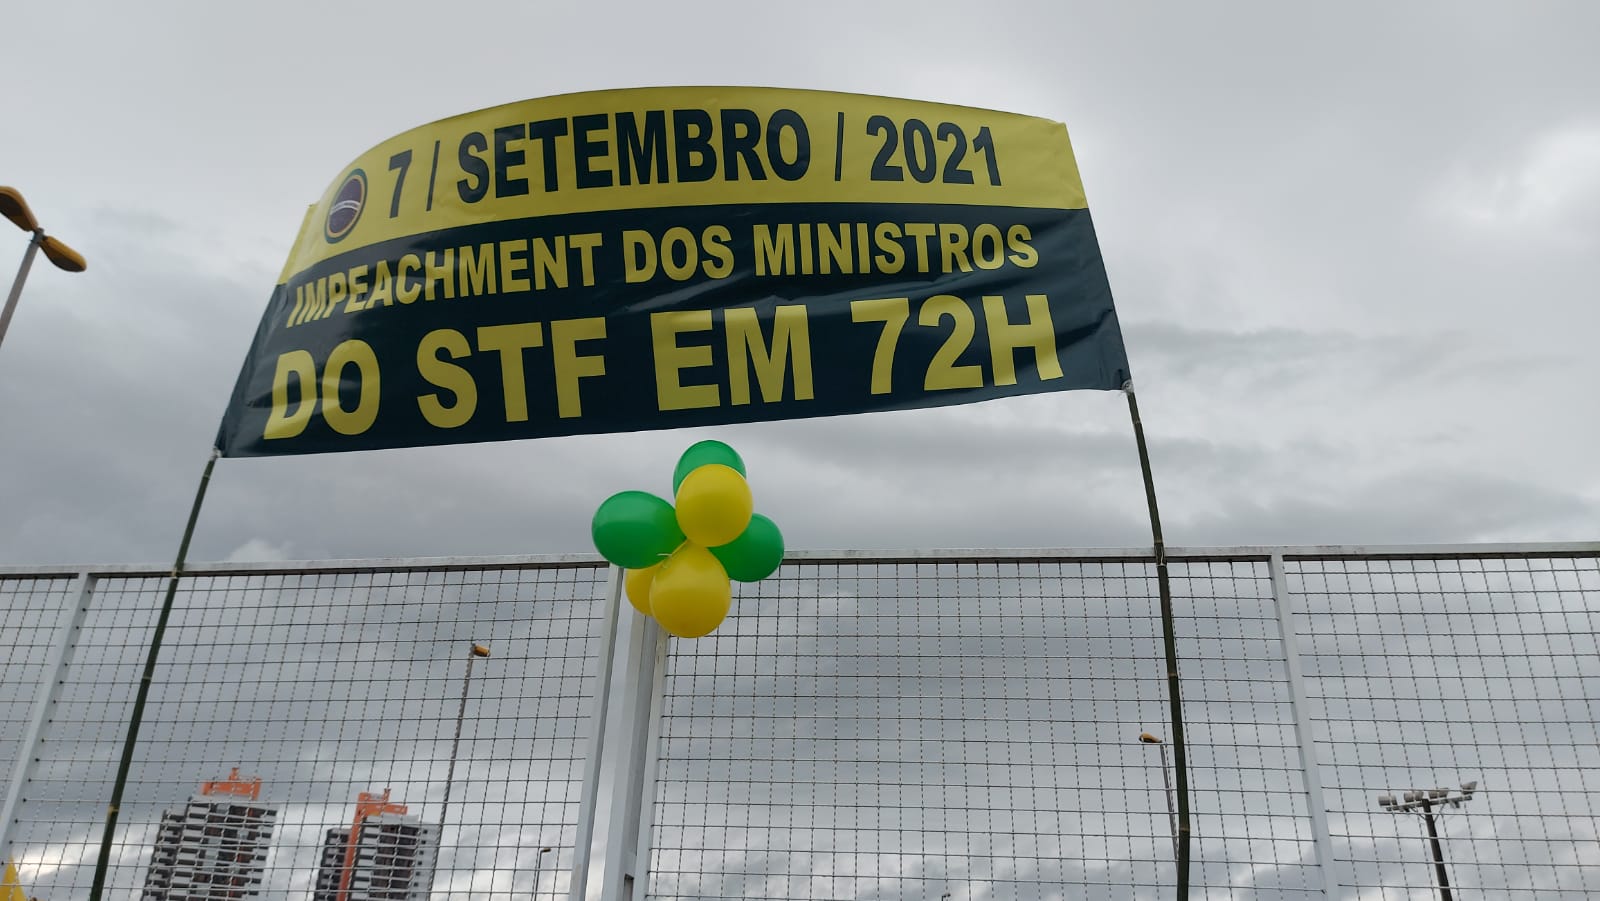 7 / SETEMBRO / 2021
IMPEACHMENT DOS MINISTROS
DO STF EM 72H